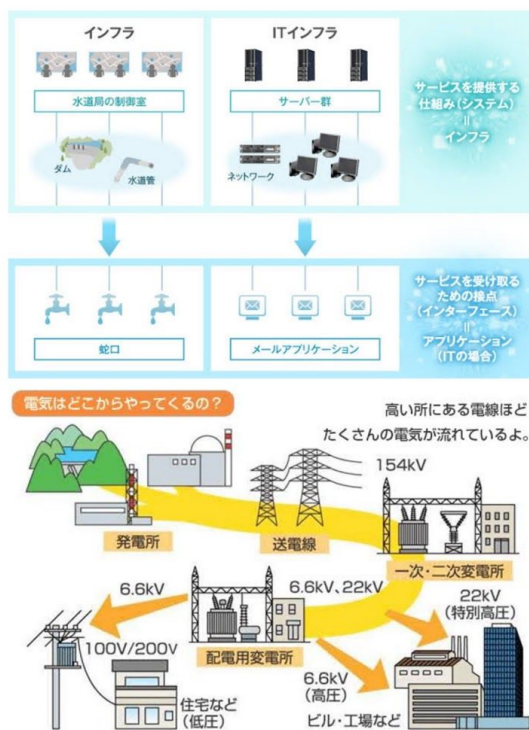 インフラ
ITインフラ
水道局の制御室
サーバー群
ダム
水道管
ネットワーク
サービスを提供する
仕組み(システム)
||
インフラ
蛇口
メールアプリケーション
サービスを受け取る
ための接点
(インターフェース)
||
アプリケーション
(ITの場合)
電気はどこからやってくるの？
高い所にある電線ほど
たくさんの電気が流れているよ。
154kV
発電所
送電線
一次・二次変電所
6.6kV
6.6kV、22kV
22kV
(特別高圧)
100V/200V
配電用変電所
住宅など
(低圧)
6.6kV
(高圧)
ビル・工場など